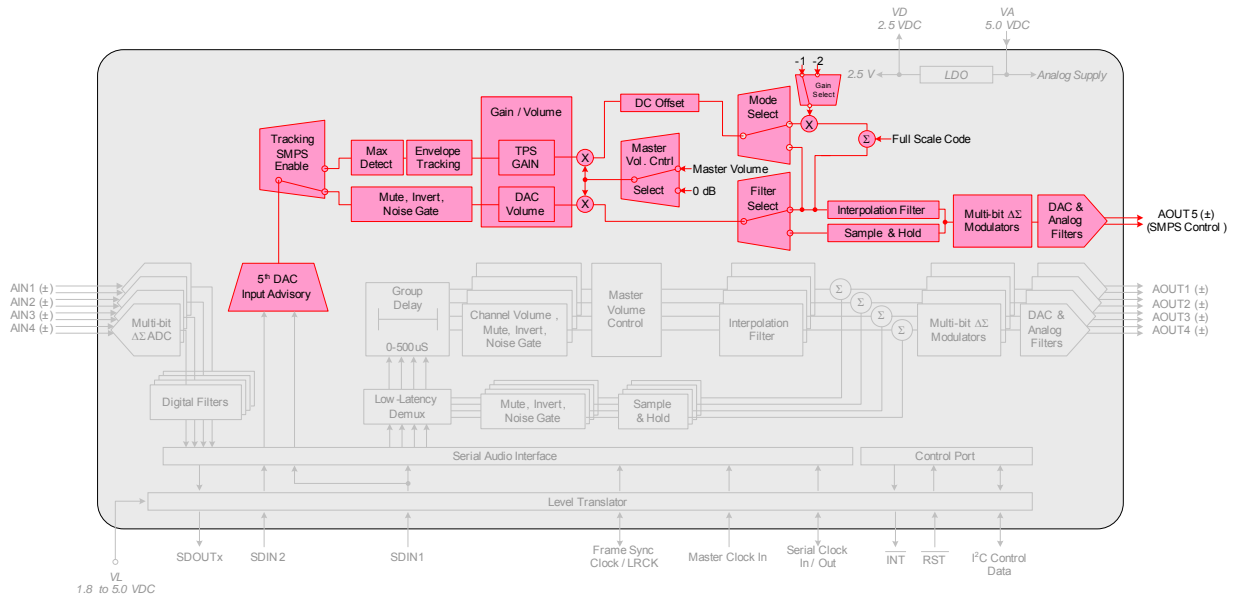 VD
2.5 VDC
VA
5.0 VDC
2.5 V
LDO
Analog Supply
-1 -2
Gain
Select
Mode
Select
X
Σ
Full Scale Code
DC Offset
Gain / Volume
TPS
GAIN
DAC
Volume
X
X
Master
Vol. Cntrl
Select
Master Volume
0 dB
Tracking
SMPS
Enable
Max
Detect
Envelope
Tracking
Mute, Invert,
Noise Gate
Filter
Select
Interpolation Filter
Sample & Hold
Multi-bit ΔΣ
Modulators
DAC &
Analog
Filters
AOUT5 (±)
(SMPS Control )
5th DAC
Input Advisory
AIN1 (±)
AIN2 (±)
AIN3 (±)
AIN4 (±)
Multi-bit
ΔΣ ADC
Digital Filters
Group
Delay
0-500uS
Channel Volume ,
Mute, Invert,
Noise Gate
Master
Volume
Control
Interpolation
Filter
Σ
Σ
Σ
Σ
Multi-bit ΔΣ
Modulators
DAC &
Analog
Filters
AOUT1 (±)
AOUT2 (±)
AOUT3 (±)
AOUT4 (±)
Low-Latency
Demux
Mute, Invert,
Noise Gate
Sample
& Hold
Serial Audio Interface
Control Port
Level Translator
VL
1.8 to 5.0 VDC
SDOUTx
SDIN2
SDIN1
Frame Sync
Clock / LRCK
Master Clock In
Serial Clock
In / Out
INT
RST
I2C Control
Data